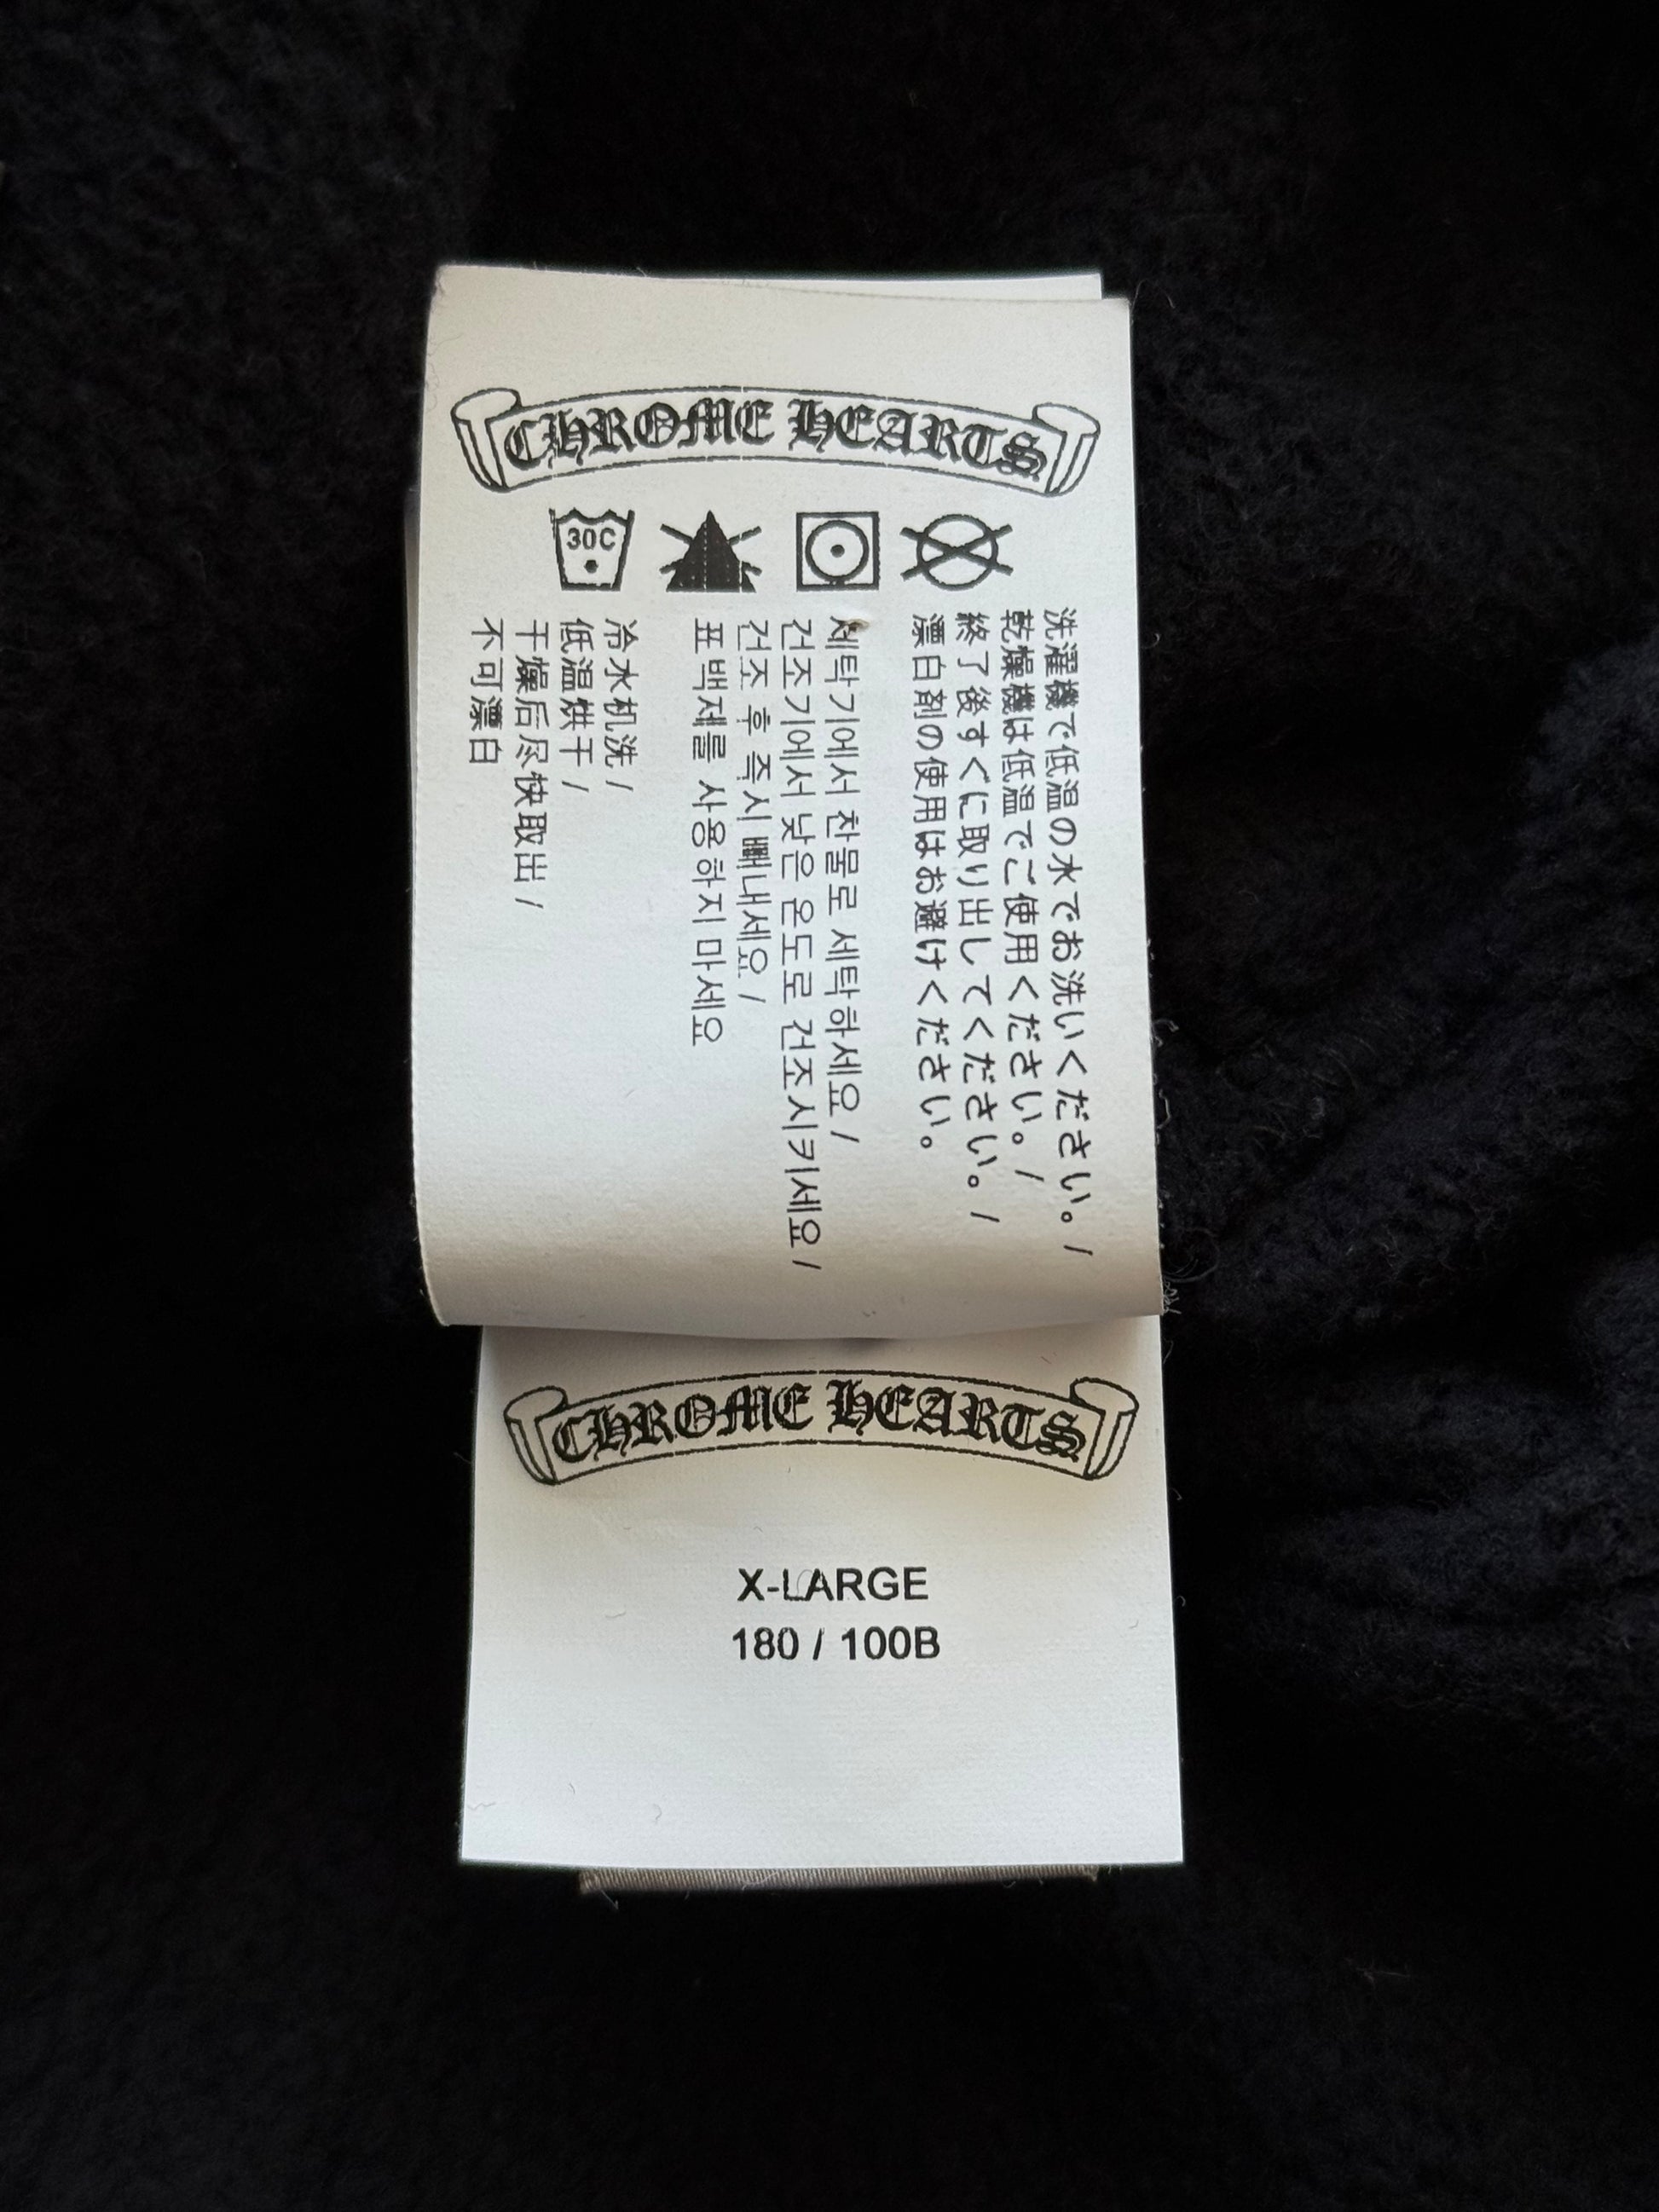 CHROME HEARTS
30C
洗濯機で低温の水でお洗いください。/
乾燥機は低温でご使用ください。/
終了後すぐに取り出してください。/
漂白剤の使用はお避けください。
세탁기에서 찬물로 세탁하세요 /
건조기에서 낮은 온도로 건조시키세요 /
건조 후 즉시 빼내세요 /
표백제를 사용하지 마세요
冷水机洗 /
低温烘干 /
干燥后尽快取出 /
不可漂白
CHROME HEARTS
X-LARGE
180 / 100B